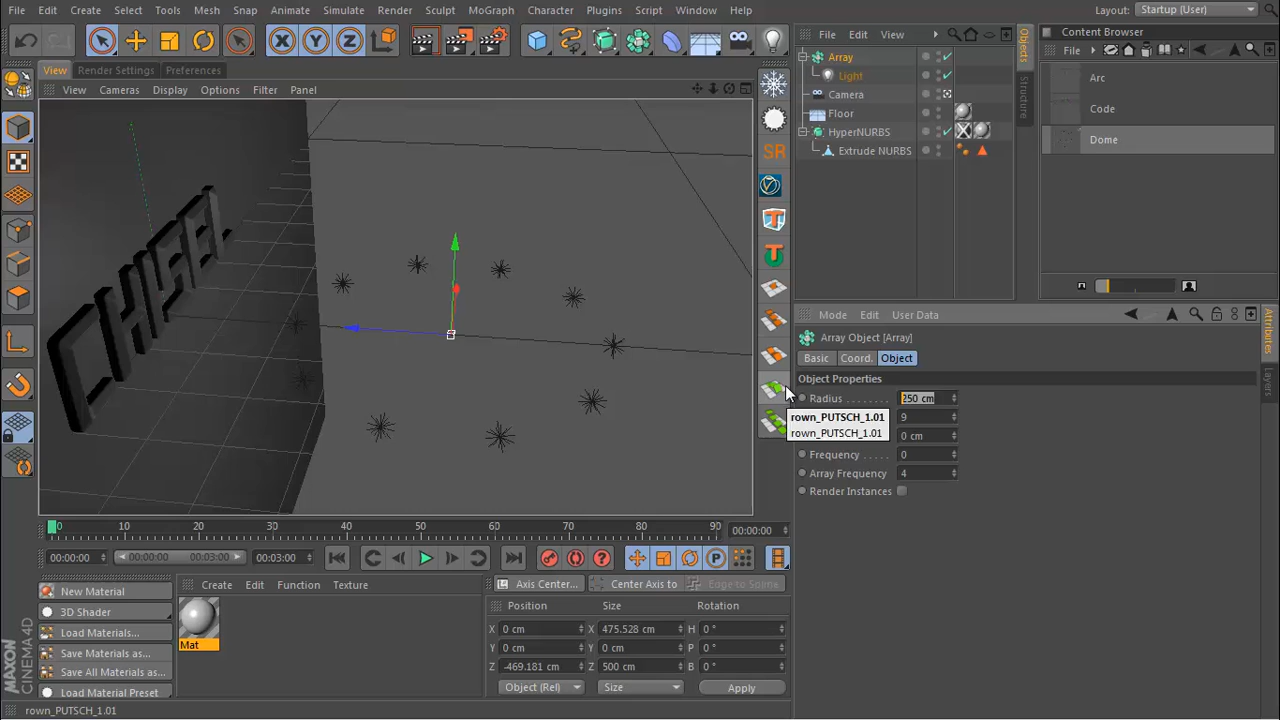 File Edit Create Select Tools Mesh Snap Animate Simulate Render Sculpt MoGraph Character Plugins Script Window Help
Layout: Startup (User)
X Y Z
File Edit View
Content Browser
File
View Render Settings Preferences
View Cameras Display Options Filter Panel
Array
Light
Camera
Floor
HyperNURBS
Extrude NURBS
Objects
Structure
Arc
Code
Dome
SR
CHISEL
Mode Edit User Data
Array Object [Array]
Basic Coord. Object
Object Properties
Radius 250 cm
9
0 cm
Frequency 0
Array Frequency 4
Render Instances
rown_PUTSCH_1.01
rown_PUTSCH_1.01
Attributes
Layers
0 10 20 30 40 50 60 70 80 90 00:00:00
00:00:00 00:00:00 00:03:00 00:03:00
P
New Material
3D Shader
Load Materials...
Save Materials as...
Save All Materials as...
Load Material Preset
Create Edit Function Texture
Mat
Axis Center... Center Axis to Edge to Spline
Position Size Rotation
X 0 cm X 475.528 cm H 0 °
Y 0 cm Y 0 cm P 0 °
Z -469.181 cm Z 500 cm B 0 °
Object (Rel) Size Apply
MAXON
CINEMA4D
rown_PUTSCH_1.01